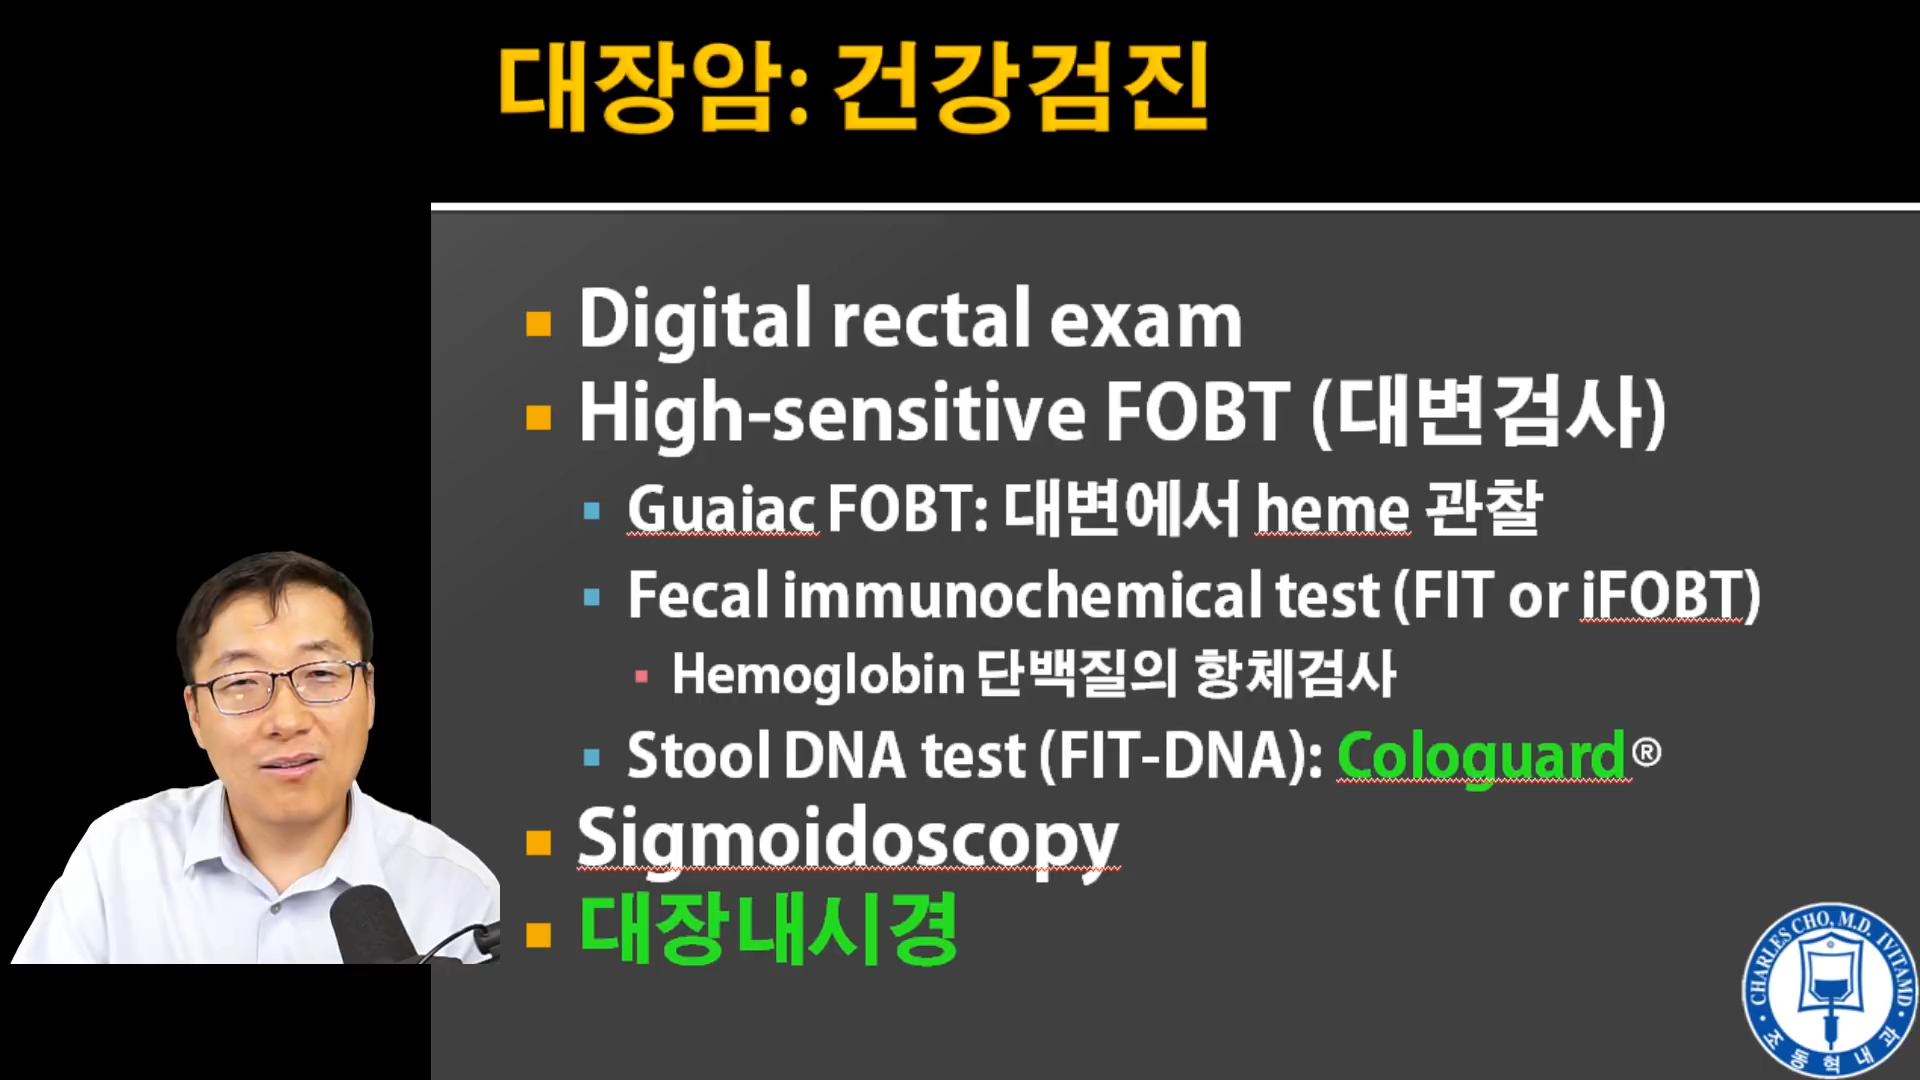 대장암: 건강검진
Digital rectal exam
High-sensitive FOBT (대변검사)
Guaiac FOBT: 대변에서 heme 관찰
Fecal immunochemical test (FIT or iFOBT)
Hemoglobin 단백질의 항체검사
Stool DNA test (FIT-DNA): Cologuard®
Sigmoidoscopy
대장내시경
CHARLES CHO, M.D. IVITAMD
조동혁내과